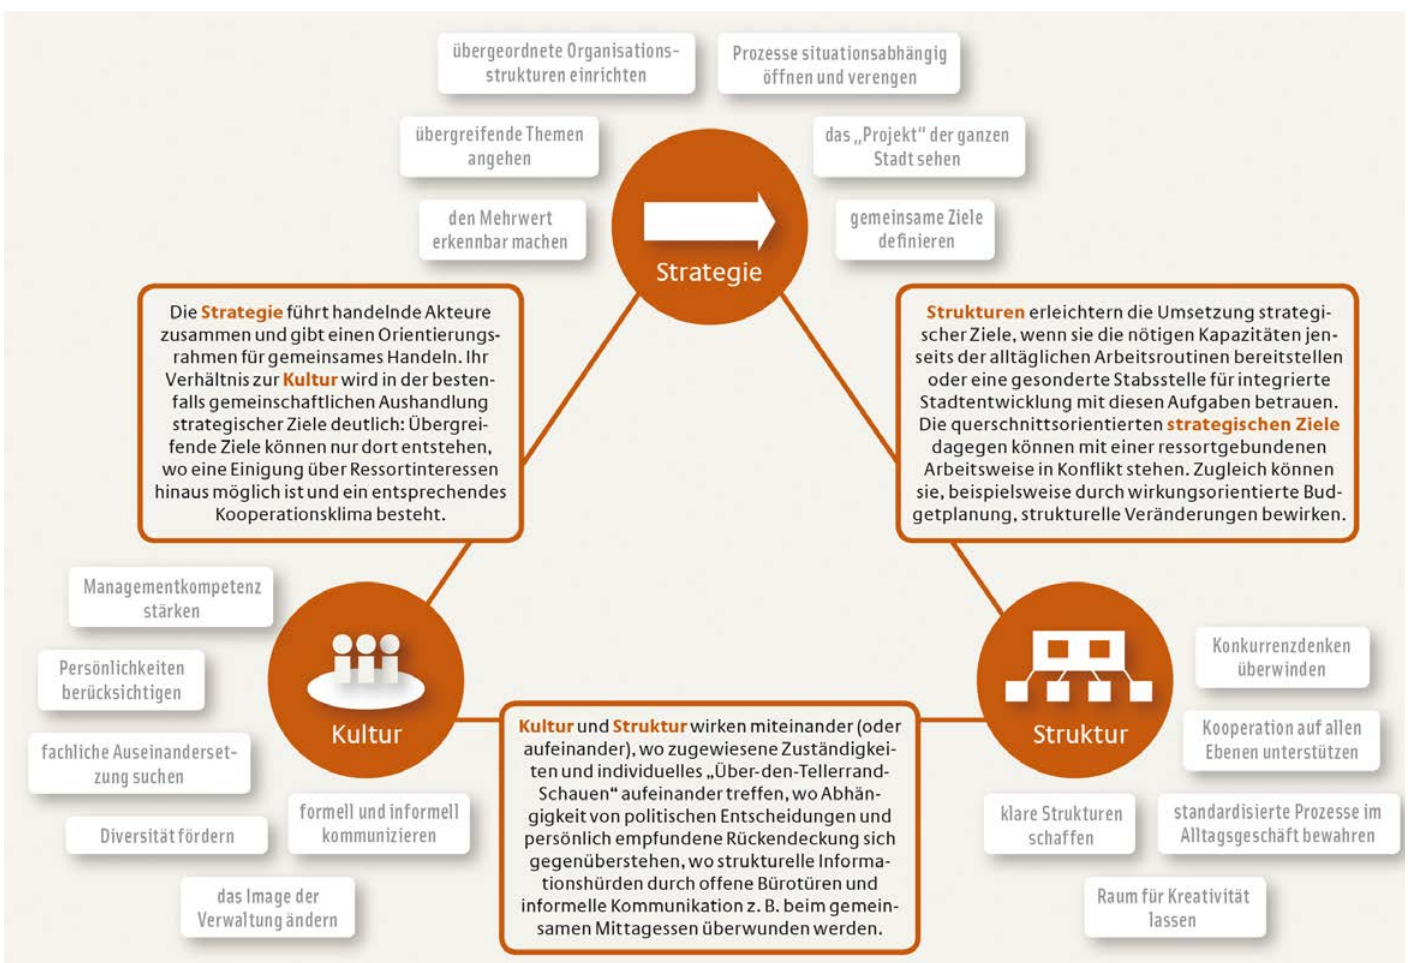 übergeordnete Organisations-
strukturen einrichten
Prozesse situationsabhängig
öffnen und verengen
übergreifende Themen
angehen
das „Projekt“ der ganzen
Stadt sehen
den Mehrwert
erkennbar machen
gemeinsame Ziele
definieren
Strategie
Die Strategie führt handelnde Akteure
zusammen und gibt einen Orientierungs-
rahmen für gemeinsames Handeln. Ihr
Verhältnis zur Kultur wird in der besten-
falls gemeinschaftlichen Aushandlung
strategischer Ziele deutlich: Übergrei-
fende Ziele können nur dort entstehen,
wo eine Einigung über Ressortinteressen
hinaus möglich ist und ein entsprechendes
Kooperationsklima besteht.
Strukturen erleichtern die Umsetzung strategi-
scher Ziele, wenn sie die nötigen Kapazitäten jen-
seits der alltäglichen Arbeitsroutinen bereitstellen
oder eine gesonderte Stabsstelle für integrierte
Stadtentwicklung mit diesen Aufgaben betrauen.
Die querschnittsorientierten strategischen Ziele
dagegen können mit einer ressortgebundenen
Arbeitsweise in Konflikt stehen. Zugleich können
sie, beispielsweise durch wirkungsorientierte Bud-
getplanung, strukturelle Veränderungen bewirken.
Managementkompetenz
stärken
Persönlichkeiten
berücksichtigen
fachliche Auseinanderset-
zung suchen
Diversität fördern
formell und informell
kommunizieren
das Image der
Verwaltung ändern
Kultur
Kultur und Struktur wirken miteinander (oder
aufeinander), wo zugewiesene Zuständigkei-
ten und individuelles „Über-den-Tellerrand-
Schauen“ aufeinander treffen, wo Abhän-
gigkeit von politischen Entscheidungen und
persönlich empfundene Rückendeckung sich
gegenüberstehen, wo strukturelle Informa-
tionshürden durch offene Bürotüren und
informelle Kommunikation z. B. beim gemein-
samen Mittagessen überwunden werden.
Struktur
Konkurrenzdenken
überwinden
Kooperation auf allen
Ebenen unterstützen
klare Strukturen
schaffen
standardisierte Prozesse im
Alltagsgeschäft bewahren
Raum für Kreativität
lassen